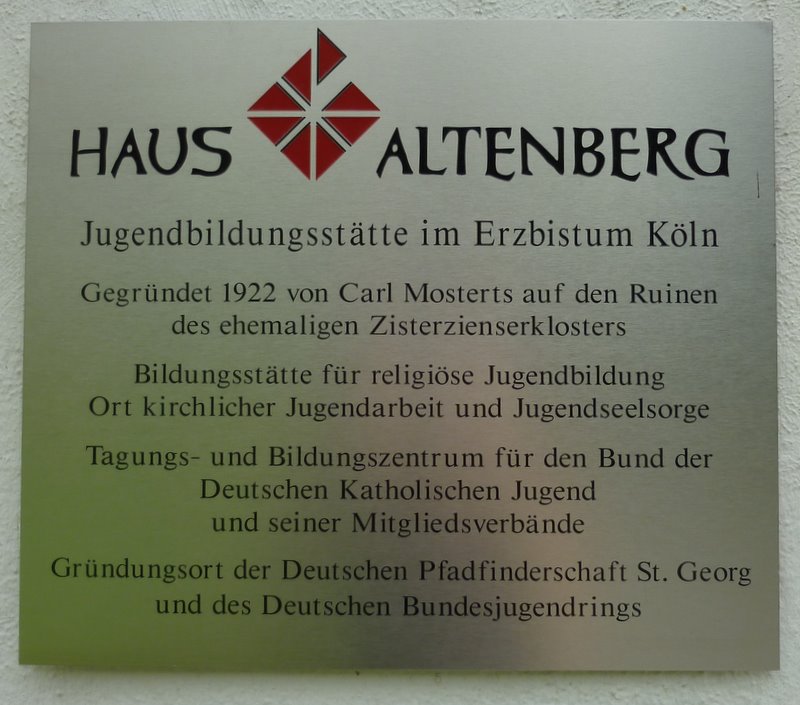 HAUS ALTENBERG
Jugendbildungsstätte im Erzbistum Köln
Gegründet 1922 von Carl Mosterts auf den Ruinen
des ehemaligen Zisterzienserklosters
Bildungsstätte für religiöse Jugendbildung
Ort kirchlicher Jugendarbeit und Jugendseelsorge
Tagungs- und Bildungszentrum für den Bund der
Deutschen Katholischen Jugend
und seiner Mitgliedsverbände
Gründungsort der Deutschen Pfadfinderschaft St. Georg
und des Deutschen Bundesjugendrings